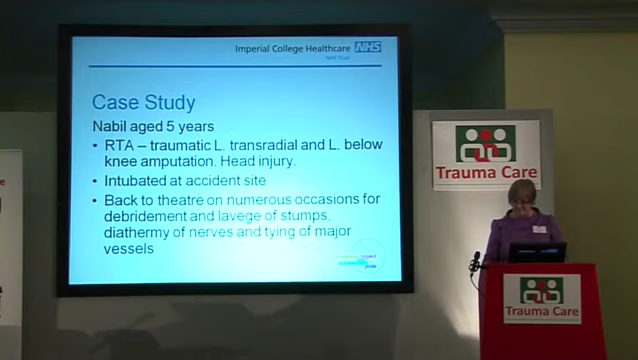 Imperial College Healthcare NHS
NHS Trust
Case Study
Nabil aged 5 years
• RTA – traumatic L. transradial and L. below
knee amputation. Head injury.
• Intubated at accident site
• Back to theatre on numerous occasions for
debridement and lavege of stumps,
diathermy of nerves and tying of major
vessels
Trauma Care
Trauma Care